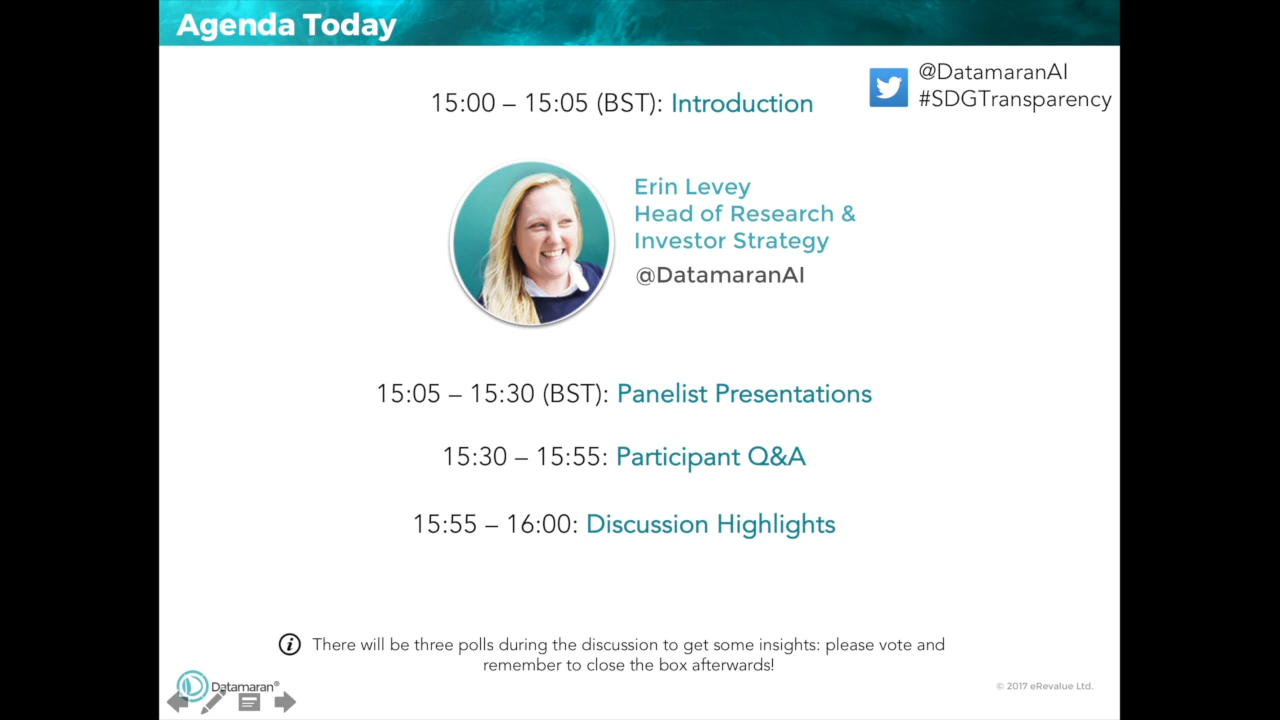 Agenda Today
@DatamaranAI
#SDGTransparency
15:00 – 15:05 (BST): Introduction
Erin Levey
Head of Research &
Investor Strategy
@DatamaranAI
15:05 – 15:30 (BST): Panelist Presentations
15:30 – 15:55: Participant Q&A
15:55 – 16:00: Discussion Highlights
There will be three polls during the discussion to get some insights: please vote and
remember to close the box afterwards!
Datamaran®
© 2017 eRevalue Ltd.